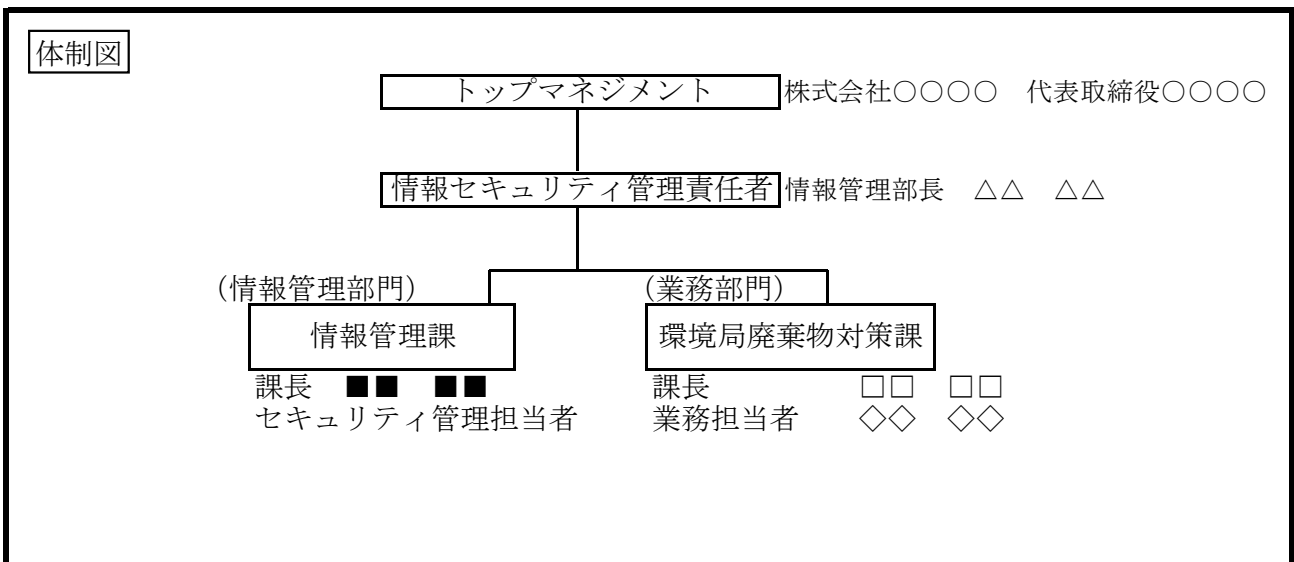 体制図
トップマネジメント 株式会社○○○○　代表取締役○○○○
情報セキュリティ管理責任者 情報管理部長　△△　△△
（情報管理部門） （業務部門）
情報管理課 環境局廃棄物対策課
課長　■■　■■ 課長　□□　□□
セキュリティ管理担当者 業務担当者　◇◇　◇◇